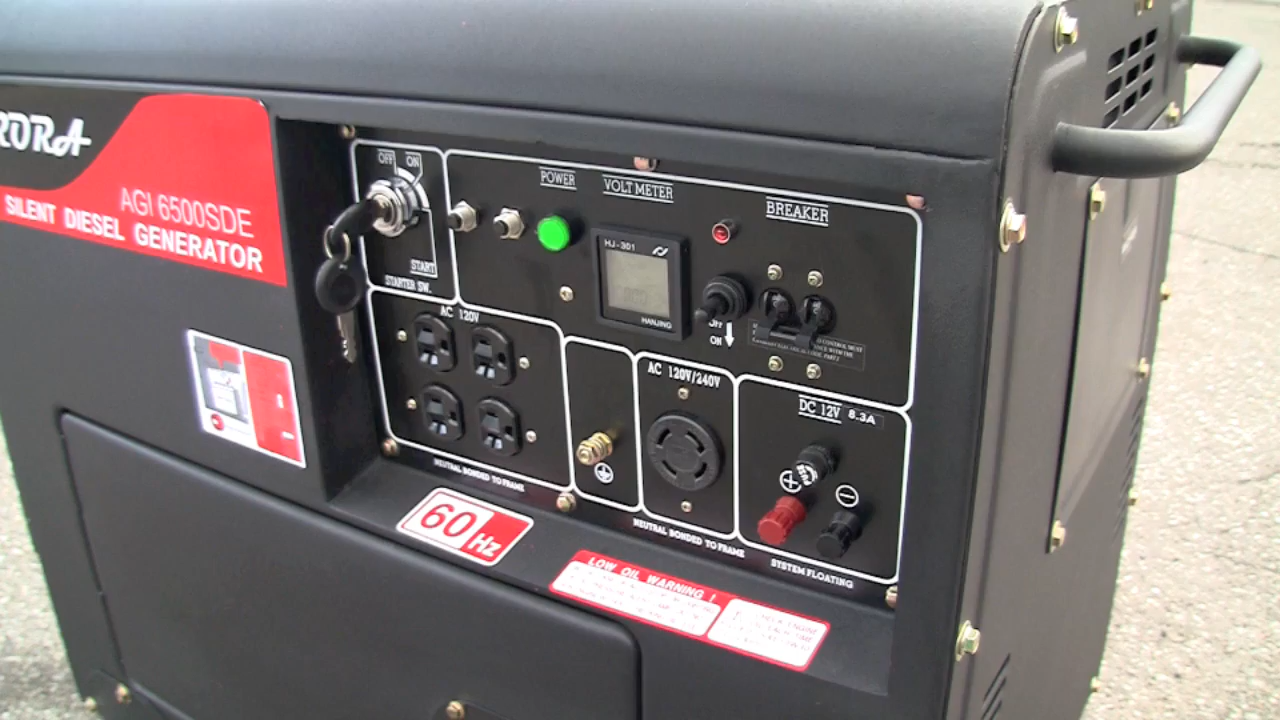 RORA
AGI 6500SDE
SILENT DIESEL GENERATOR
OFF ON
START
STARTER SW.
POWER
VOLT METER
BREAKER
HJ-301
HANJING
OFF
ON
AC 120V
NEUTRAL BONDED TO FRAME
AC 120V/240V
NEUTRAL BONDED TO FRAME
DC 12V 8.3A
FUSE
SYSTEM FLOATING
60Hz
LOW OIL WARNING !